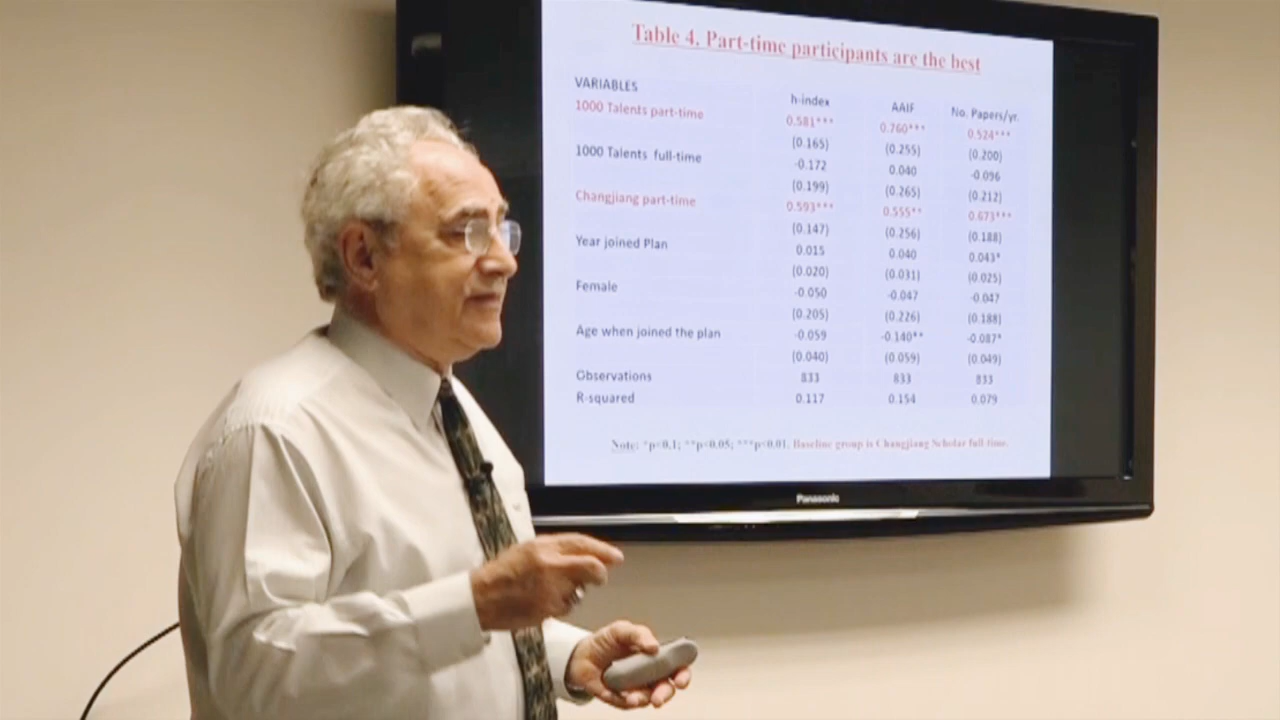 Table 4. Part-time participants are the best
VARIABLES h-index AAIF No. Papers/yr.
1000 Talents part-time 0.581*** 0.760*** 0.524***
(0.165) (0.255) (0.200)
1000 Talents full-time -0.172 0.040 -0.096
(0.199) (0.265) (0.212)
Changjiang part-time 0.593*** 0.555** 0.673***
(0.147) (0.256) (0.188)
Year joined Plan 0.015 0.040 0.043*
(0.020) (0.031) (0.025)
Female -0.050 -0.047 -0.047
(0.205) (0.226) (0.188)
Age when joined the plan -0.059 -0.140** -0.087*
(0.040) (0.059) (0.049)
Observations 833 833 833
R-squared 0.117 0.154 0.079
Note: *p<0.1; **p<0.05; ***p<0.01. Baseline group is Changjiang Scholar full-time.
Panasonic